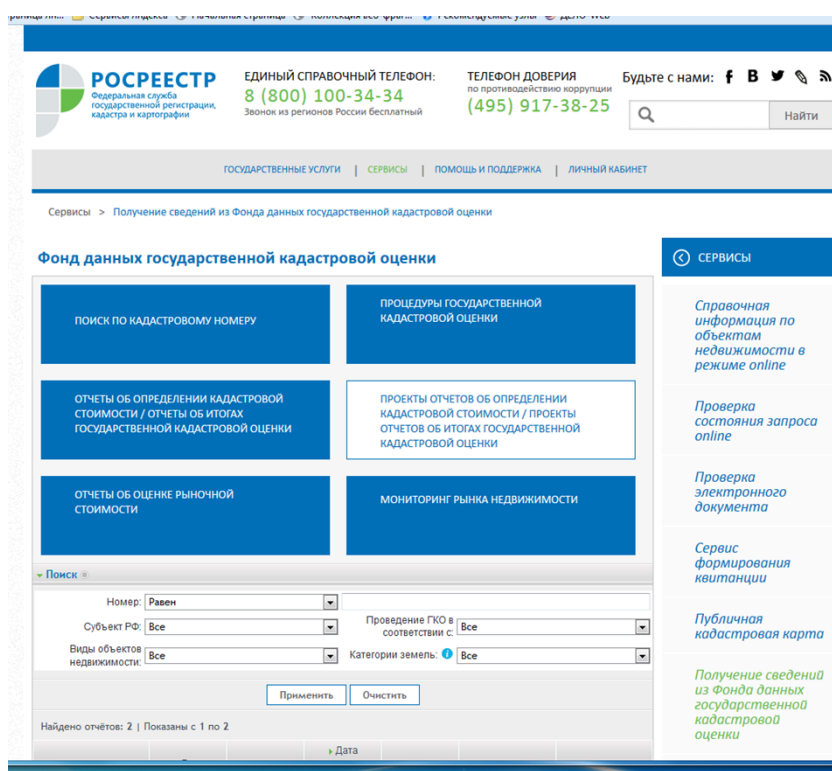 РОСРЕЕСТР
Федеральная служба
государственной регистрации,
кадастра и картографии
ЕДИНЫЙ СПРАВОЧНЫЙ ТЕЛЕФОН:
8 (800) 100-34-34
Звонок из регионов России бесплатный
ТЕЛЕФОН ДОВЕРИЯ
по противодействию коррупции
(495) 917-38-25
Будьте с нами:
Найти
ГОСУДАРСТВЕННЫЕ УСЛУГИ | СЕРВИСЫ | ПОМОЩЬ И ПОДДЕРЖКА | ЛИЧНЫЙ КАБИНЕТ
Сервисы > Получение сведений из Фонда данных государственной кадастровой оценки
Фонд данных государственной кадастровой оценки
ПОИСК ПО КАДАСТРОВОМУ НОМЕРУ
ПРОЦЕДУРЫ ГОСУДАРСТВЕННОЙ
КАДАСТРОВОЙ ОЦЕНКИ
ОТЧЕТЫ ОБ ОПРЕДЕЛЕНИИ КАДАСТРОВОЙ
СТОИМОСТИ / ОТЧЕТЫ ОБ ИТОГАХ
ГОСУДАРСТВЕННОЙ КАДАСТРОВОЙ ОЦЕНКИ
ПРОЕКТЫ ОТЧЕТОВ ОБ ОПРЕДЕЛЕНИИ
КАДАСТРОВОЙ СТОИМОСТИ / ПРОЕКТЫ
ОТЧЕТОВ ОБ ИТОГАХ ГОСУДАРСТВЕННОЙ
КАДАСТРОВОЙ ОЦЕНКИ
ОТЧЕТЫ ОБ ОЦЕНКЕ РЫНОЧНОЙ
СТОИМОСТИ
МОНИТОРИНГ РЫНКА НЕДВИЖИМОСТИ
Поиск
Номер: Равен
Субъект РФ: Все
Проведение ГКО в
соответствии с: Все
Виды объектов
недвижимости: Все
Категории земель: Все
Применить Очистить
Найдено отчётов: 2 | Показаны с 1 по 2
Дата
СЕРВИСЫ
Справочная
информация по
объектам
недвижимости в
режиме online
Проверка
состояния запроса
online
Проверка
электронного
документа
Сервис
формирования
квитанции
Публичная
кадастровая карта
Получение сведений
из Фонда данных
государственной
кадастровой
оценки